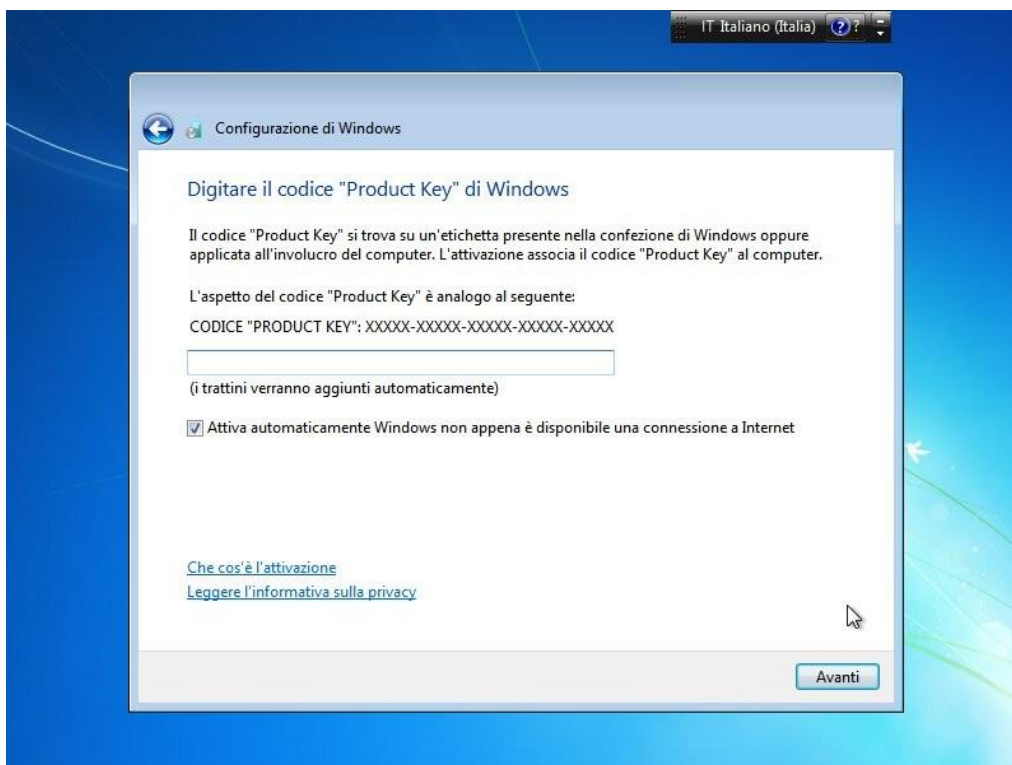 IT Italiano (Italia) ? ?
Configurazione di Windows
Digitare il codice "Product Key" di Windows
Il codice "Product Key" si trova su un'etichetta presente nella confezione di Windows oppure
applicata all'involucro del computer. L'attivazione associa il codice "Product Key" al computer.
L'aspetto del codice "Product Key" è analogo al seguente:
CODICE "PRODUCT KEY": XXXXX-XXXXX-XXXXX-XXXXX-XXXXX
(i trattini verranno aggiunti automaticamente)
Attiva automaticamente Windows non appena è disponibile una connessione a Internet
Che cos'è l'attivazione
Leggere l'informativa sulla privacy
Avanti